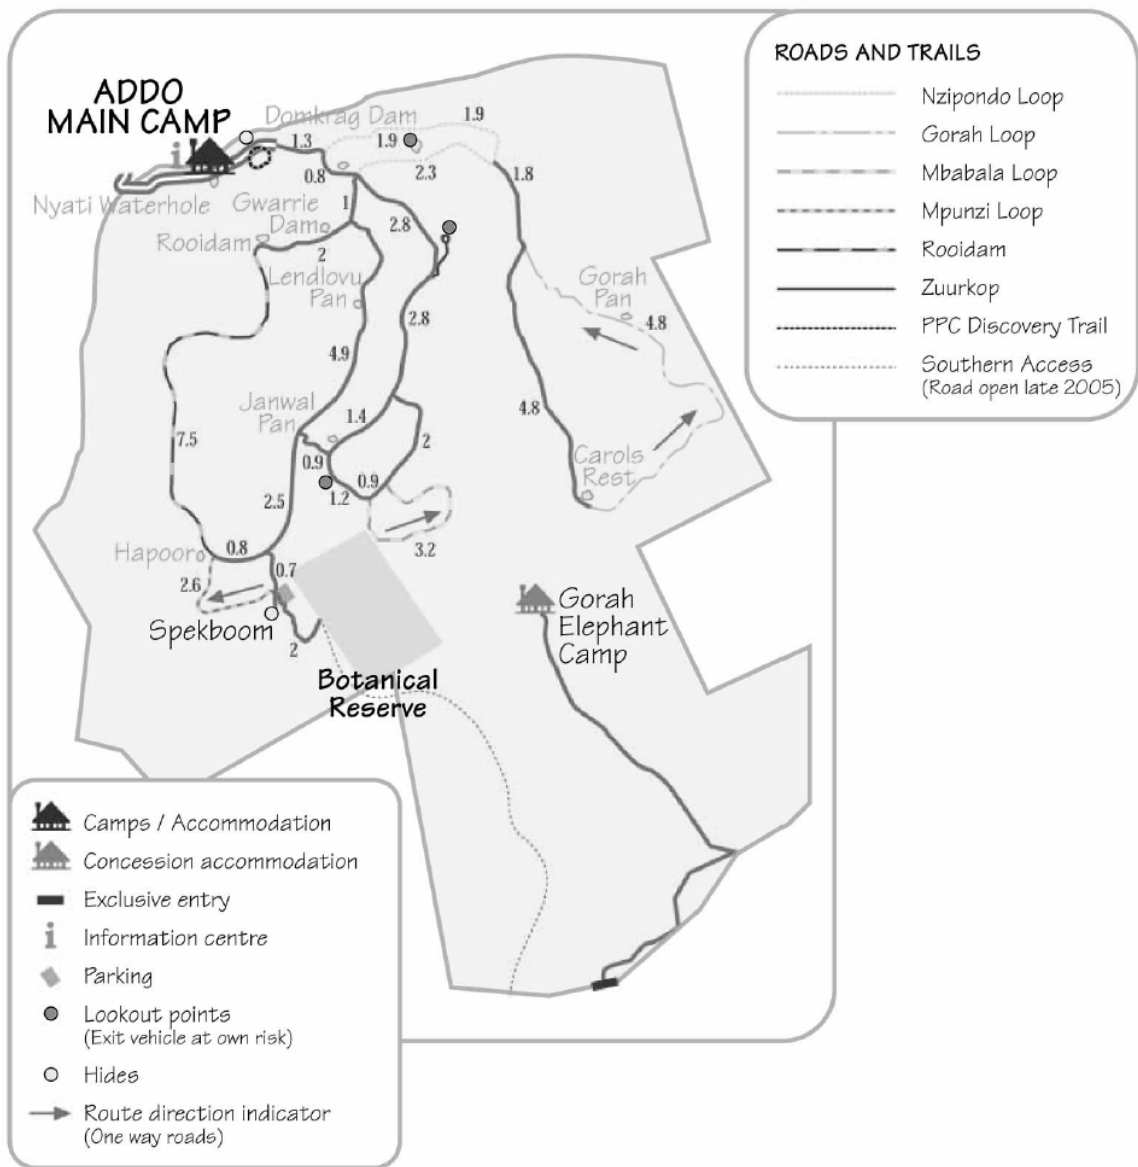 ROADS AND TRAILS
Nzipondo Loop
Gorah Loop
Mbabala Loop
Mpunzi Loop
Rooidam
Zuurkop
PPC Discovery Trail
Southern Access
(Road open late 2005)
ADDO
MAIN CAMP
Domkrag Dam
1.9
1.3
1.9
i
0.8
2.3
1.8
Nyati Waterhole
Gwarrie
Dam
1
2.8
Rooidam
2
Lendlovu
Pan
Gorah
Pan
2.8
4.8
4.9
Janwal
Pan
1.4
4.8
7.5
2
Carols
Rest
0.9
0.9
1.2
2.5
Hapoor
0.8
3.2
0.7
2.6
Spekboom
2
Gorah
Elephant
Camp
Botanical
Reserve
Camps / Accommodation
Concession accommodation
Exclusive entry
i Information centre
Parking
Lookout points
(Exit vehicle at own risk)
Hides
Route direction indicator
(One way roads)